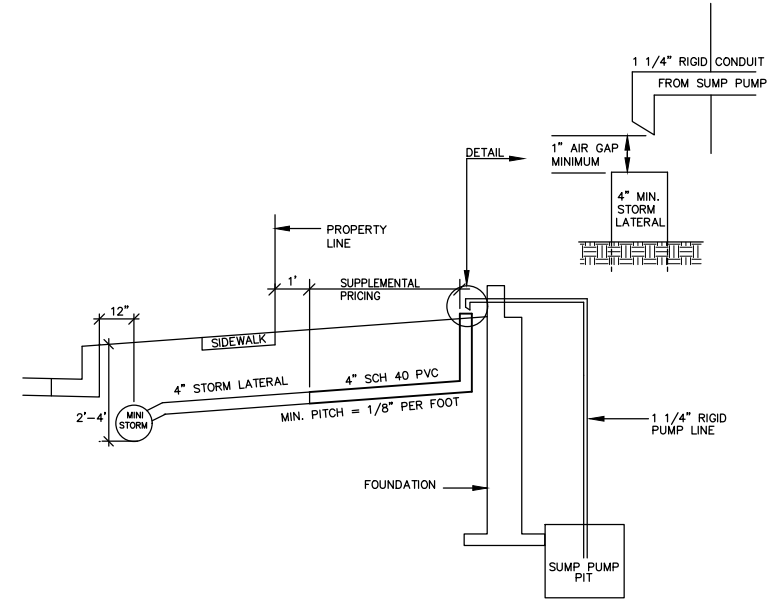 1 1/4" RIGID CONDUIT
FROM SUMP PUMP
DETAIL
1" AIR GAP
MINIMUM
4" MIN.
STORM
LATERAL
PROPERTY
LINE
1'
SUPPLEMENTAL
PRICING
12"
SIDEWALK
4" STORM LATERAL
4" SCH 40 PVC
2'-4'
MINI
STORM
MIN. PITCH = 1/8" PER FOOT
1 1/4" RIGID
PUMP LINE
FOUNDATION
SUMP PUMP
PIT